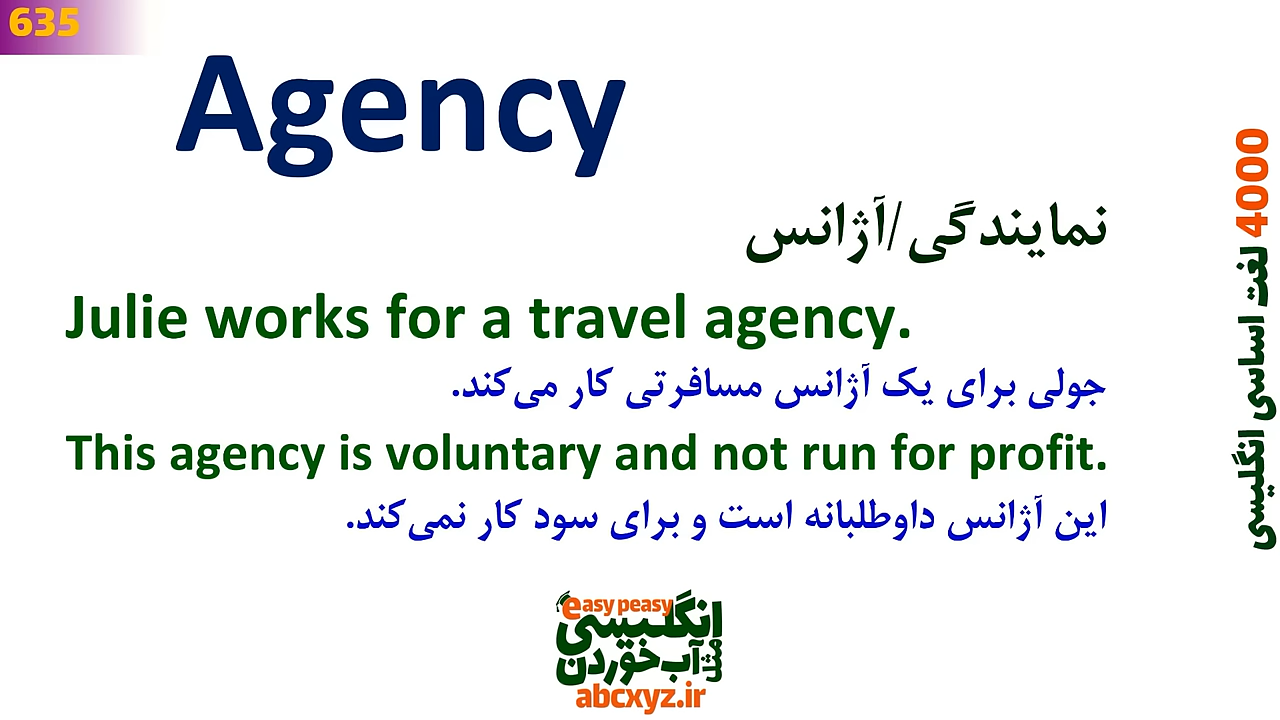 635
Agency
نمایندگی/آژانس
Julie works for a travel agency.
جولی برای یک آژانس مسافرتی کار می‌کند.
This agency is voluntary and not run for profit.
این آژانس داوطلبانه است و برای سود کار نمی‌کند.
4000 لغت اساسی انگلیسی
easy peasy
انگلیسی
مثل آب خوردن
abcxyz.ir